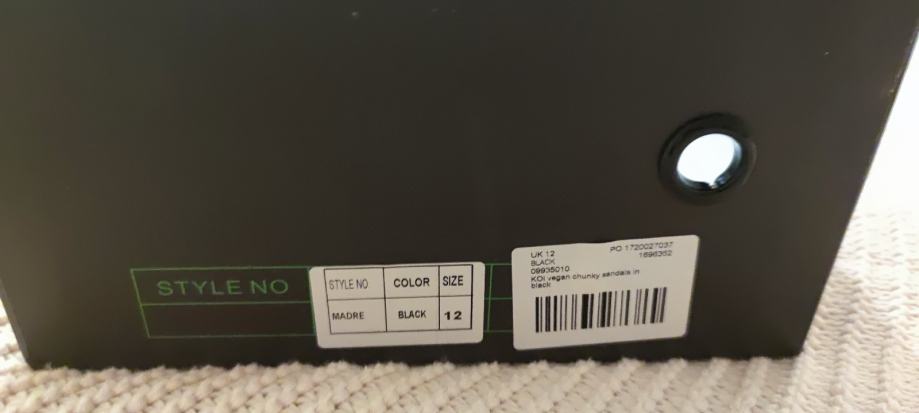 STYLE NO
STYLE NO COLOR SIZE
MADRE BLACK 12
UK 12 PO 1720027037
BLACK 1696352
09935010
KOI vegan chunky sandals in
black